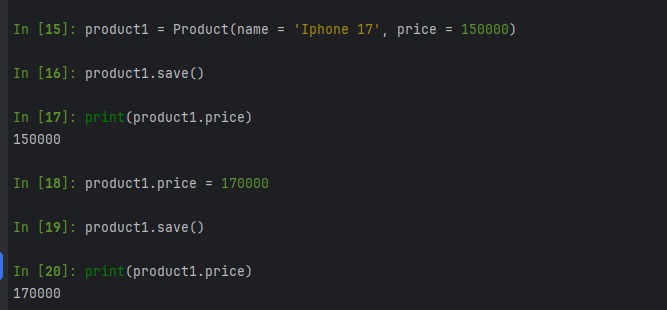 In [15]: product1 = Product(name = 'Iphone 17', price = 150000)
In [16]: product1.save()
In [17]: print(product1.price)
150000
In [18]: product1.price = 170000
In [19]: product1.save()
In [20]: print(product1.price)
170000